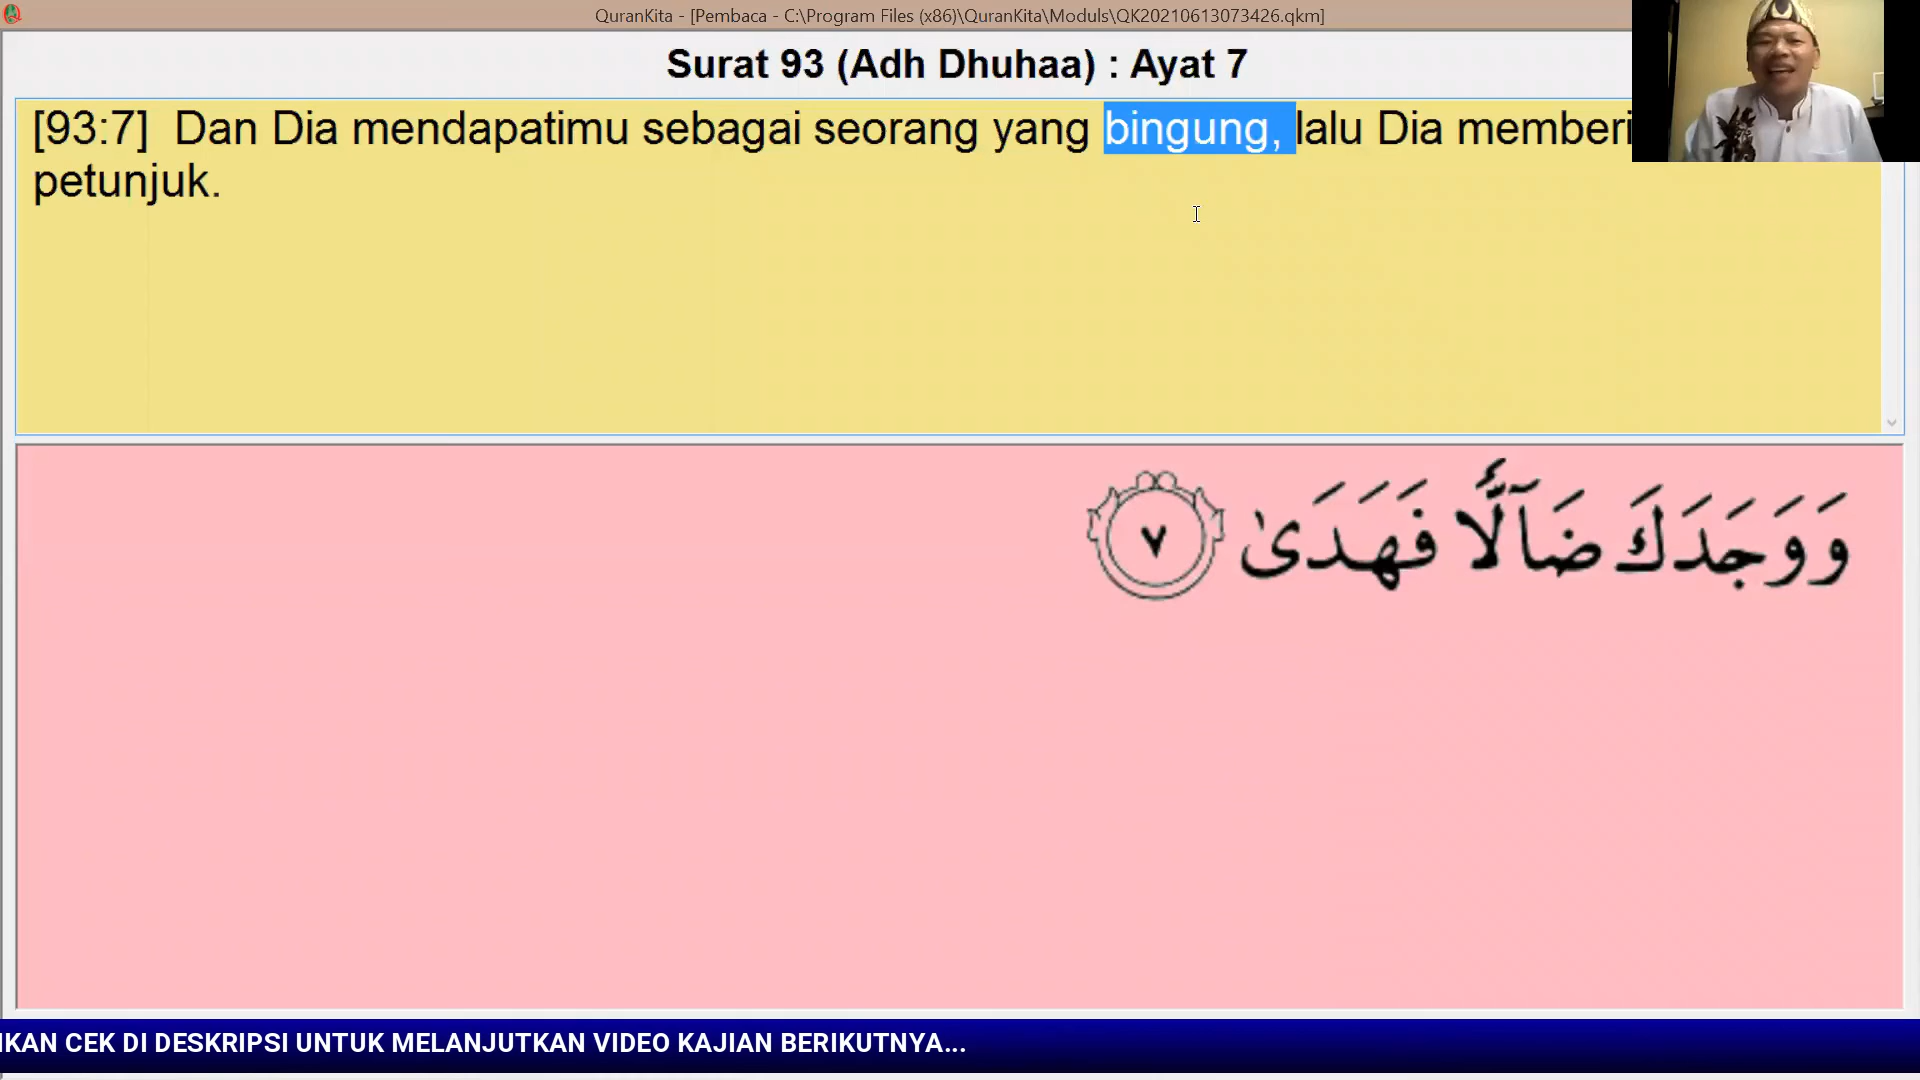 QuranKita - [Pembaca - C:\Program Files (x86)\QuranKita\Moduls\QK20210613073426.qkm]
Surat 93 (Adh Dhuhaa) : Ayat 7
[93:7] Dan Dia mendapatimu sebagai seorang yang bingung, lalu Dia memberi
petunjuk.
وَوَجَدَكَ ضَآلًّا فَهَدَىٰ ٧
IKAN CEK DI DESKRIPSI UNTUK MELANJUTKAN VIDEO KAJIAN BERIKUTNYA...